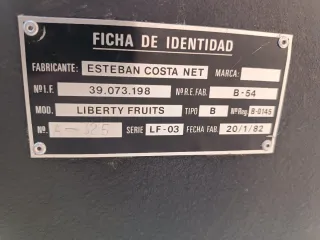 FICHA DE IDENTIDAD
FABRICANTE: ESTEBAN COSTA NET MARCA:
Nº I.F. 39.073.198 Nº R.E.FAB. B-54
MOD. LIBERTY FRUITS TIPO B Nº Reg. B-0145
Nº. SERIE LF-03 FECHA FAB. 20/1/82